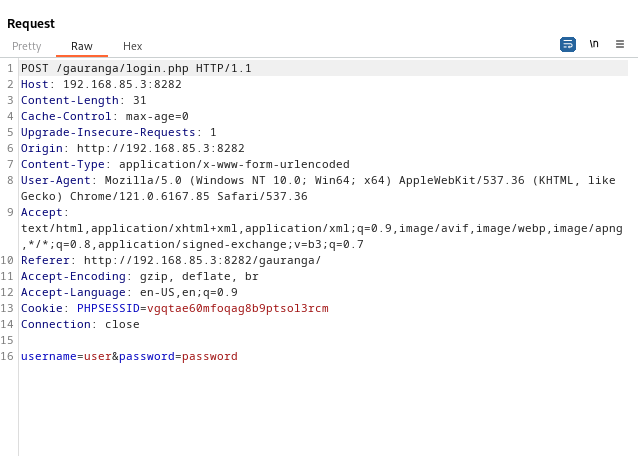 Request
Pretty Raw Hex
\n
1 POST /gauranga/login.php HTTP/1.1
2 Host: 192.168.85.3:8282
3 Content-Length: 31
4 Cache-Control: max-age=0
5 Upgrade-Insecure-Requests: 1
6 Origin: http://192.168.85.3:8282
7 Content-Type: application/x-www-form-urlencoded
8 User-Agent: Mozilla/5.0 (Windows NT 10.0; Win64; x64) AppleWebKit/537.36 (KHTML, like
Gecko) Chrome/121.0.6167.85 Safari/537.36
9 Accept:
text/html,application/xhtml+xml,application/xml;q=0.9,image/avif,image/webp,image/apng
,*/*;q=0.8,application/signed-exchange;v=b3;q=0.7
10 Referer: http://192.168.85.3:8282/gauranga/
11 Accept-Encoding: gzip, deflate, br
12 Accept-Language: en-US,en;q=0.9
13 Cookie: PHPSESSID=vgqtae60mfoqag8b9ptsol3rcm
14 Connection: close
15
16 username=user&password=password